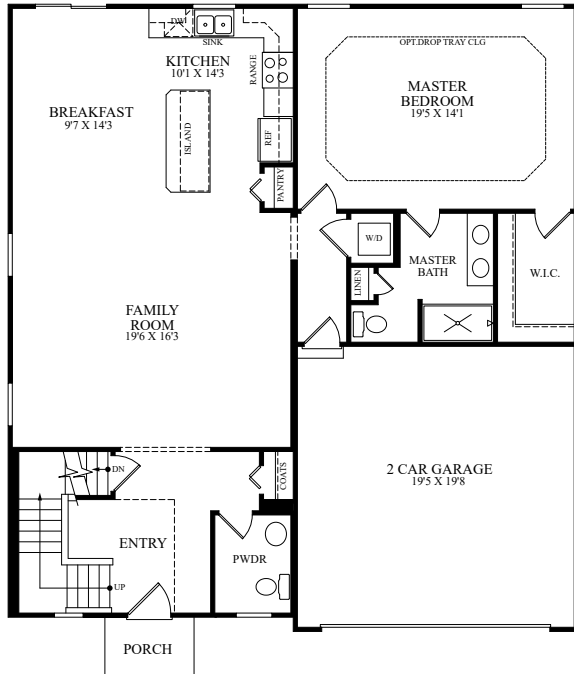 DW
SINK
OPT.DROP TRAY CLG
KITCHEN
10'1 X 14'3
RANGE
MASTER
BEDROOM
19'5 X 14'1
BREAKFAST
9'7 X 14'3
ISLAND
REF
PANTRY
W/D
MASTER
BATH
W.I.C.
LINEN
FAMILY
ROOM
19'6 X 16'3
DN
COATS
2 CAR GARAGE
19'5 X 19'8
ENTRY
PWDR
UP
PORCH